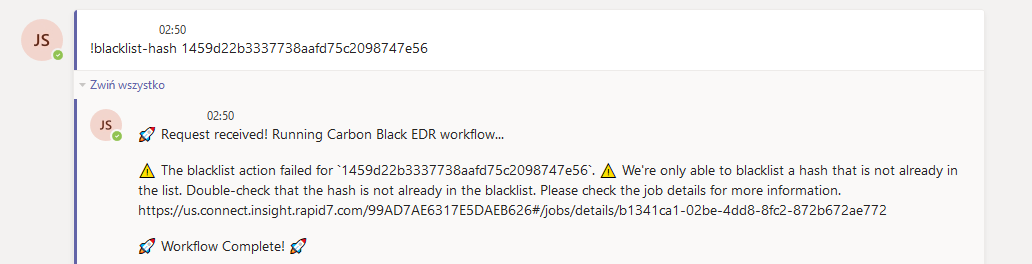 JS
02:50
!blacklist-hash 1459d22b3337738aafd75c2098747e56
Zwiń wszystko
JS
02:50
🚀 Request received! Running Carbon Black EDR workflow...
⚠️ The blacklist action failed for `1459d22b3337738aafd75c2098747e56`. ⚠️ We're only able to blacklist a hash that is not already in
the list. Double-check that the hash is not already in the blacklist. Please check the job details for more information.
https://us.connect.insight.rapid7.com/99AD7AE6317E5DAEB626#/jobs/details/b1341ca1-02be-4dd8-8fc2-872b672ae772
🚀 Workflow Complete! 🚀